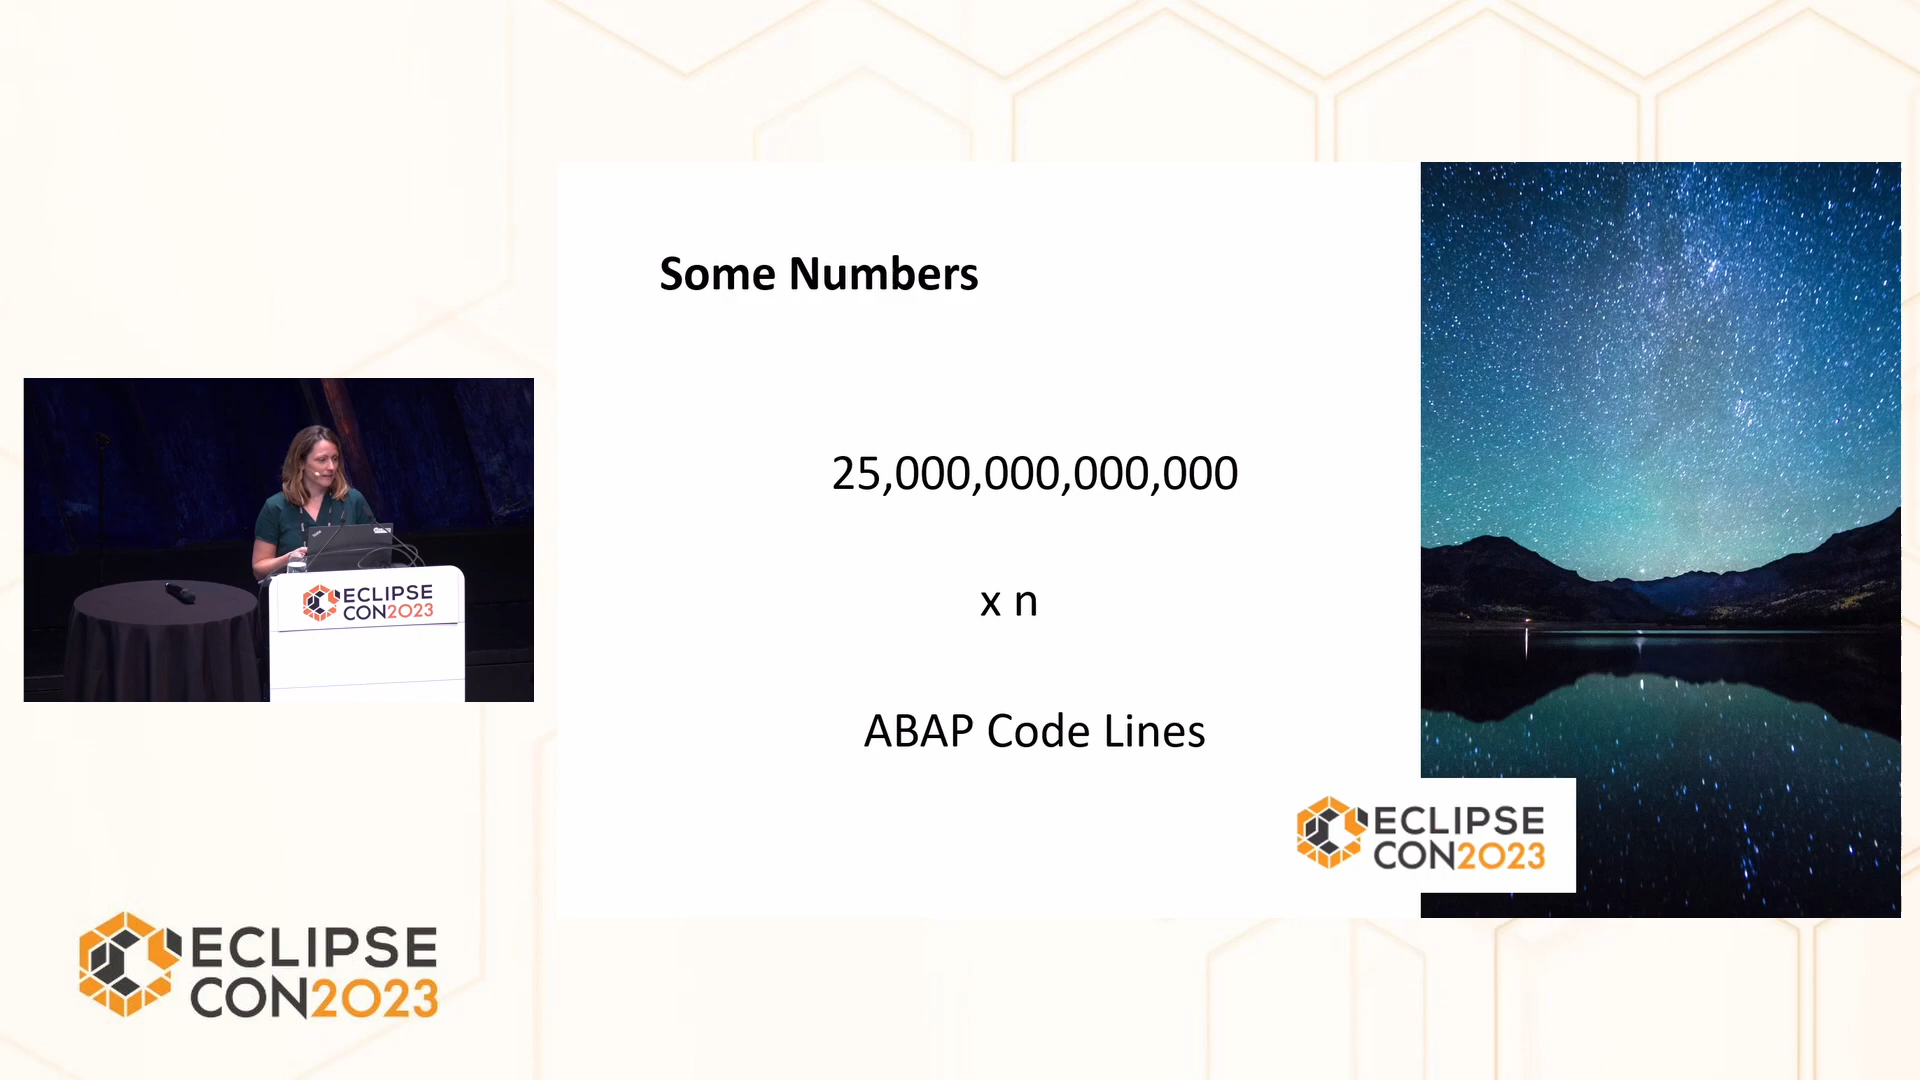 Some Numbers
25,000,000,000,000
x n
ABAP Code Lines
ECLIPSE
CON2023
ECLIPSE
CON2023
ECLIPSE
CON2023